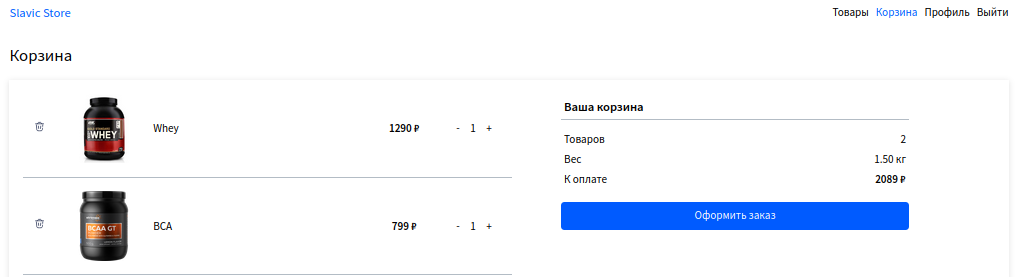 Slavic Store
Товары Корзина Профиль Выйти
Корзина
WHEY
Whey
1290 ₽
- 1 +
BCAA GT
BCA
799 ₽
- 1 +
Ваша корзина
Товаров 2
Вес 1.50 кг
К оплате 2089 ₽
Оформить заказ